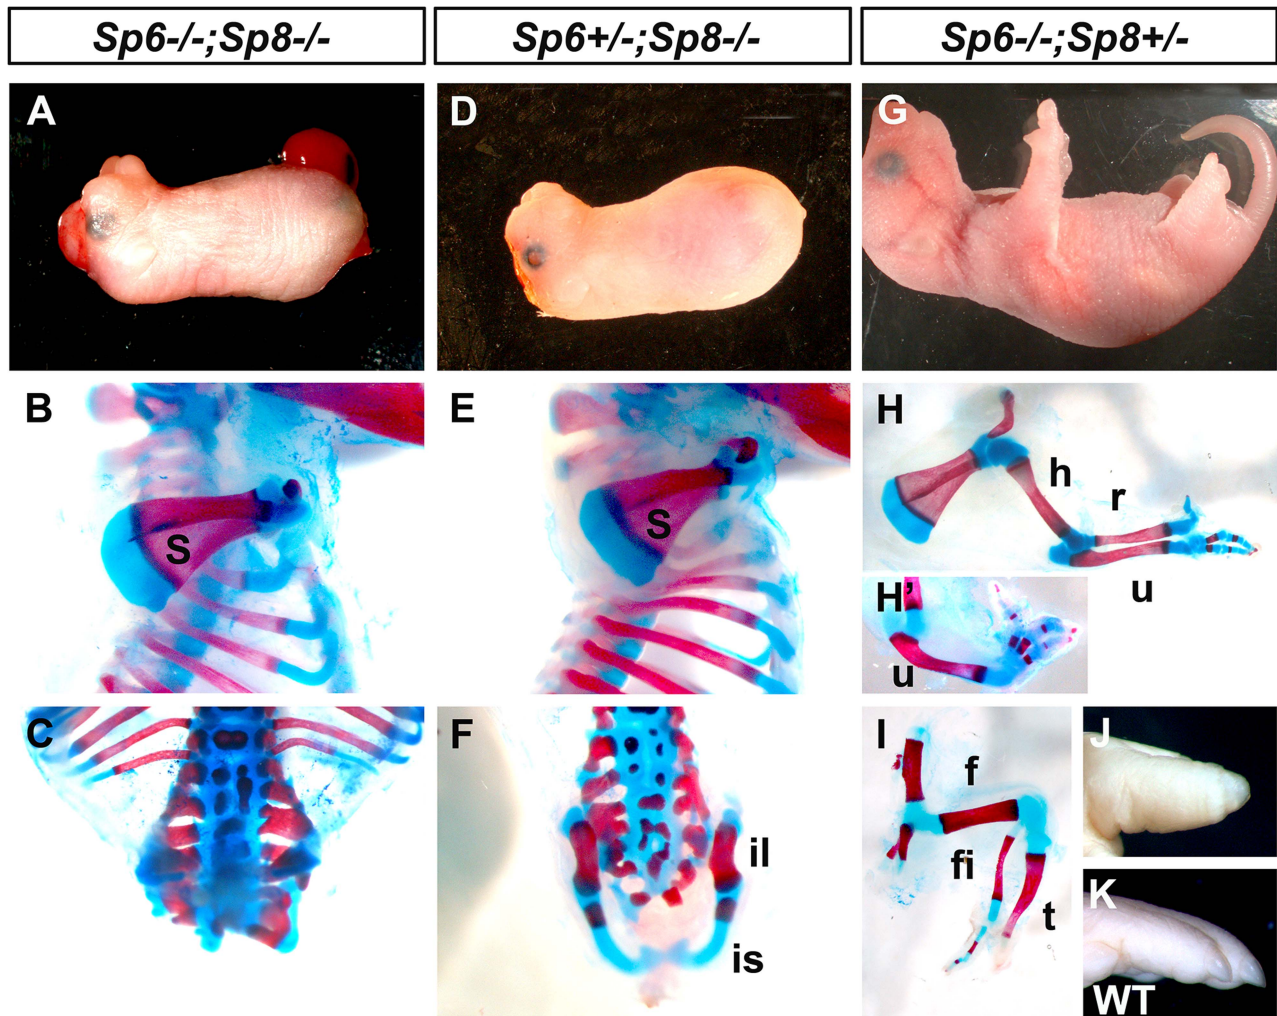 Sp6-/-;Sp8-/-
Sp6+/-;Sp8-/-
Sp6-/-;Sp8+/-
A
D
G
B
S
E
S
H
h
r
u
H'
u
C
F
il
is
I
f
fi
t
J
K
WT